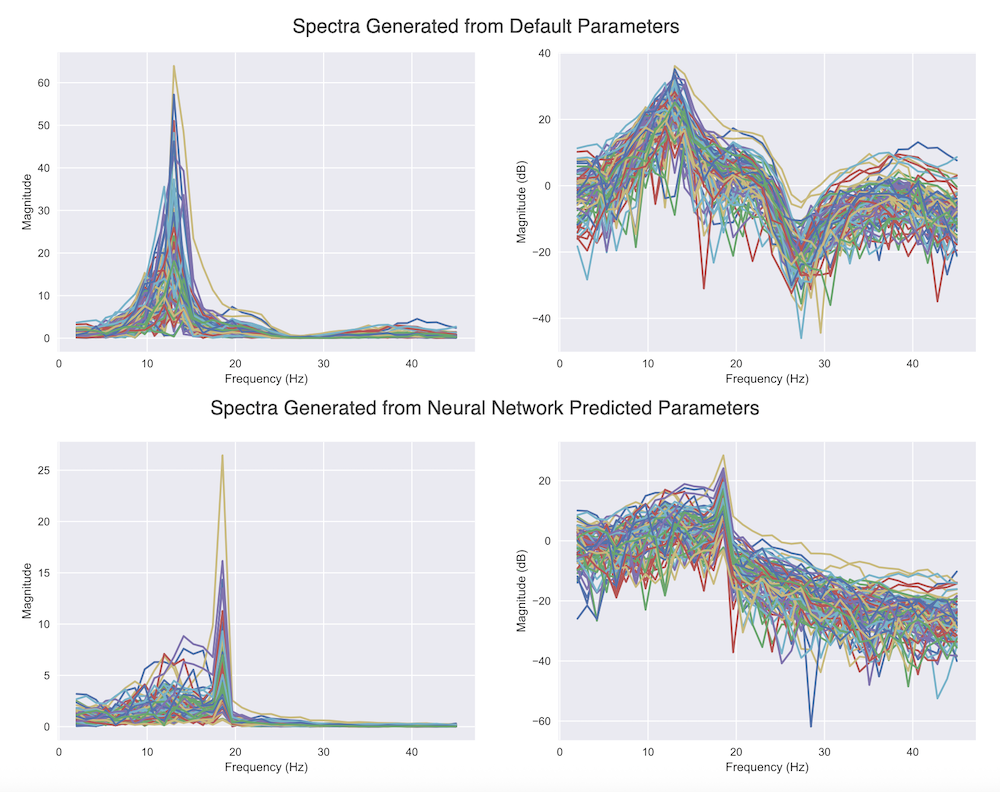 Spectra Generated from Default Parameters
60
50
40
30
20
10
0
Magnitude
0 10 20 30 40
Frequency (Hz)
40
20
0
−20
−40
Magnitude (dB)
0 10 20 30 40
Frequency (Hz)
Spectra Generated from Neural Network Predicted Parameters
25
20
15
10
5
0
Magnitude
0 10 20 30 40
Frequency (Hz)
20
0
−20
−40
−60
Magnitude (dB)
0 10 20 30 40
Frequency (Hz)